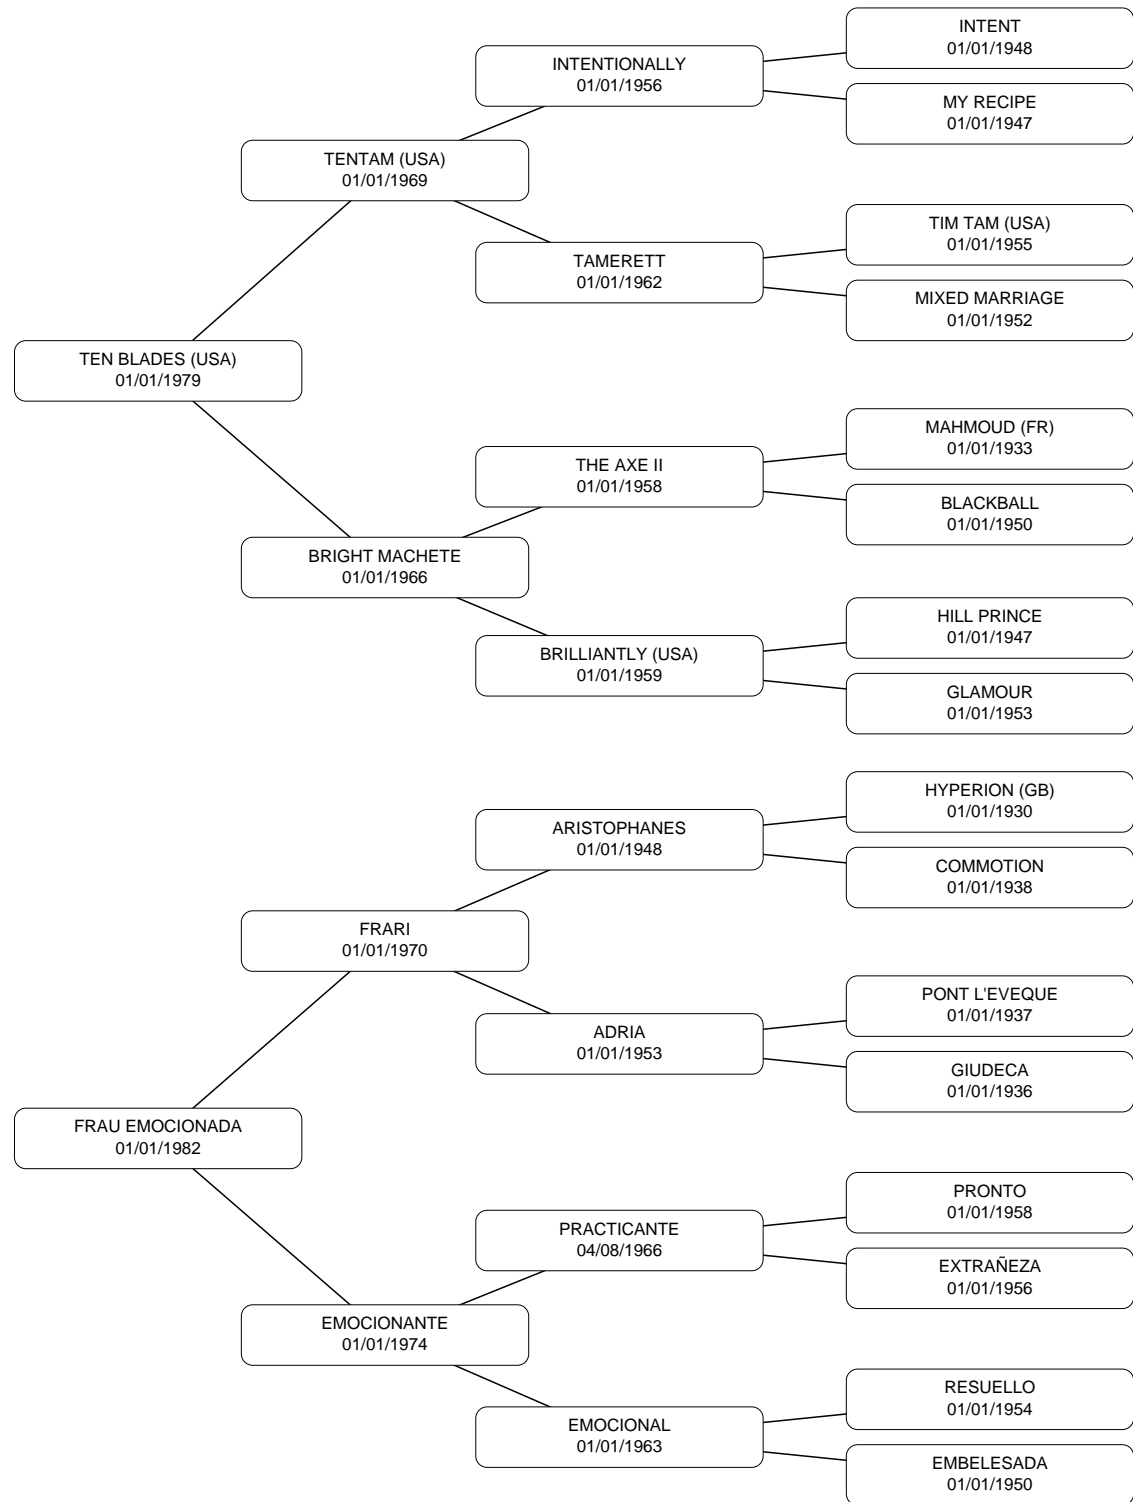 INTENT
01/01/1948
INTENTIONALLY
01/01/1956
MY RECIPE
01/01/1947
TENTAM (USA)
01/01/1969
TIM TAM (USA)
01/01/1955
TAMERETT
01/01/1962
MIXED MARRIAGE
01/01/1952
TEN BLADES (USA)
01/01/1979
MAHMOUD (FR)
01/01/1933
THE AXE II
01/01/1958
BLACKBALL
01/01/1950
BRIGHT MACHETE
01/01/1966
HILL PRINCE
01/01/1947
BRILLIANTLY (USA)
01/01/1959
GLAMOUR
01/01/1953
HYPERION (GB)
01/01/1930
ARISTOPHANES
01/01/1948
COMMOTION
01/01/1938
FRARI
01/01/1970
PONT L'EVEQUE
01/01/1937
ADRIA
01/01/1953
GIUDECA
01/01/1936
FRAU EMOCIONADA
01/01/1982
PRONTO
01/01/1958
PRACTICANTE
04/08/1966
EXTRAÑEZA
01/01/1956
EMOCIONANTE
01/01/1974
RESUELLO
01/01/1954
EMOCIONAL
01/01/1963
EMBELESADA
01/01/1950